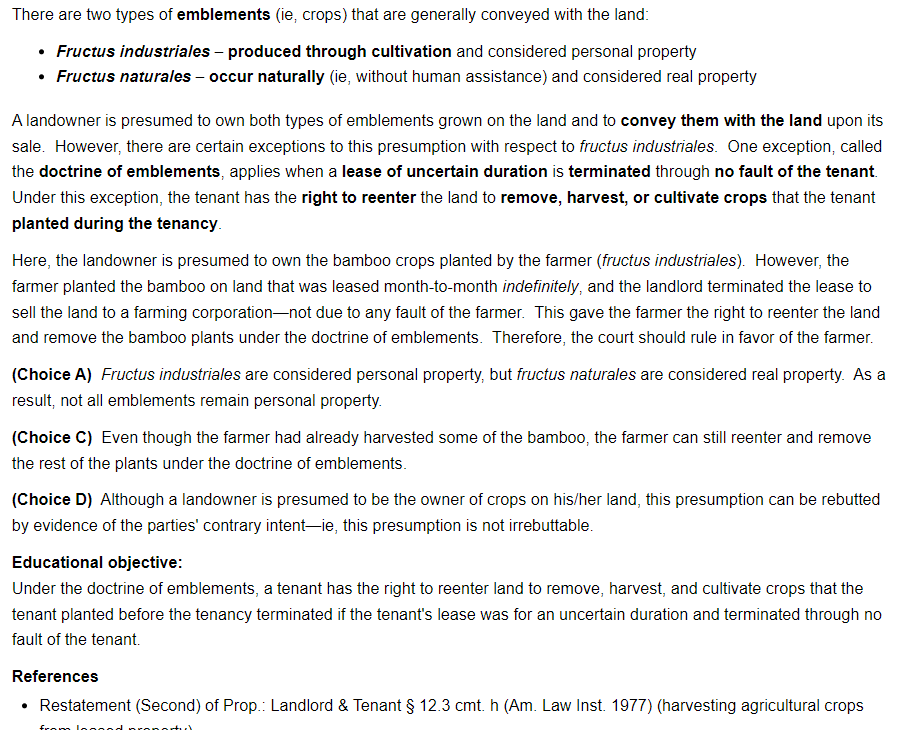 There are two types of emblements (ie, crops) that are generally conveyed with the land:
• Fructus industriales – produced through cultivation and considered personal property
• Fructus naturales – occur naturally (ie, without human assistance) and considered real property
A landowner is presumed to own both types of emblements grown on the land and to convey them with the land upon its
sale. However, there are certain exceptions to this presumption with respect to fructus industriales. One exception, called
the doctrine of emblements, applies when a lease of uncertain duration is terminated through no fault of the tenant.
Under this exception, the tenant has the right to reenter the land to remove, harvest, or cultivate crops that the tenant
planted during the tenancy.
Here, the landowner is presumed to own the bamboo crops planted by the farmer (fructus industriales). However, the
farmer planted the bamboo on land that was leased month-to-month indefinitely, and the landlord terminated the lease to
sell the land to a farming corporation—not due to any fault of the farmer. This gave the farmer the right to reenter the land
and remove the bamboo plants under the doctrine of emblements. Therefore, the court should rule in favor of the farmer.
(Choice A) Fructus industriales are considered personal property, but fructus naturales are considered real property. As a
result, not all emblements remain personal property.
(Choice C) Even though the farmer had already harvested some of the bamboo, the farmer can still reenter and remove
the rest of the plants under the doctrine of emblements.
(Choice D) Although a landowner is presumed to be the owner of crops on his/her land, this presumption can be rebutted
by evidence of the parties' contrary intent—ie, this presumption is not irrebuttable.
Educational objective:
Under the doctrine of emblements, a tenant has the right to reenter land to remove, harvest, and cultivate crops that the
tenant planted before the tenancy terminated if the tenant's lease was for an uncertain duration and terminated through no
fault of the tenant.
References
• Restatement (Second) of Prop.: Landlord & Tenant § 12.3 cmt. h (Am. Law Inst. 1977) (harvesting agricultural crops
from leased property)